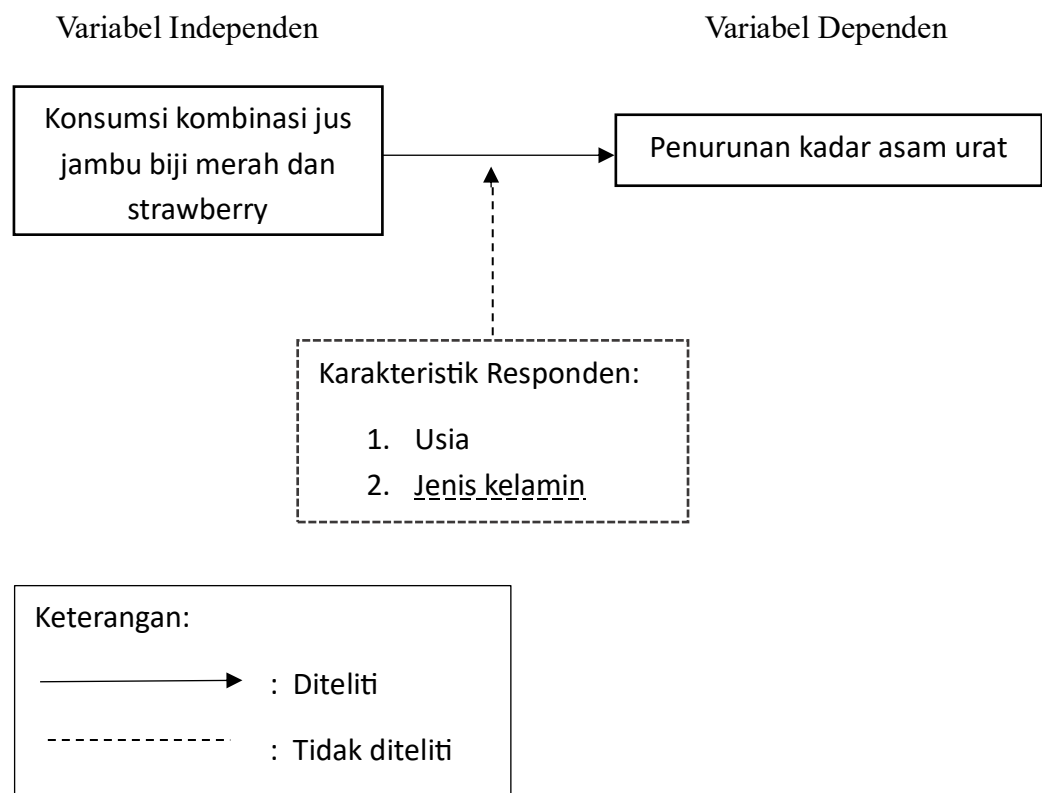 Variabel Independen
Variabel Dependen
Konsumsi kombinasi jus
jambu biji merah dan
strawberry
Penurunan kadar asam urat
Karakteristik Responden:
1. Usia
2. Jenis kelamin
Keterangan:
: Diteliti
: Tidak diteliti